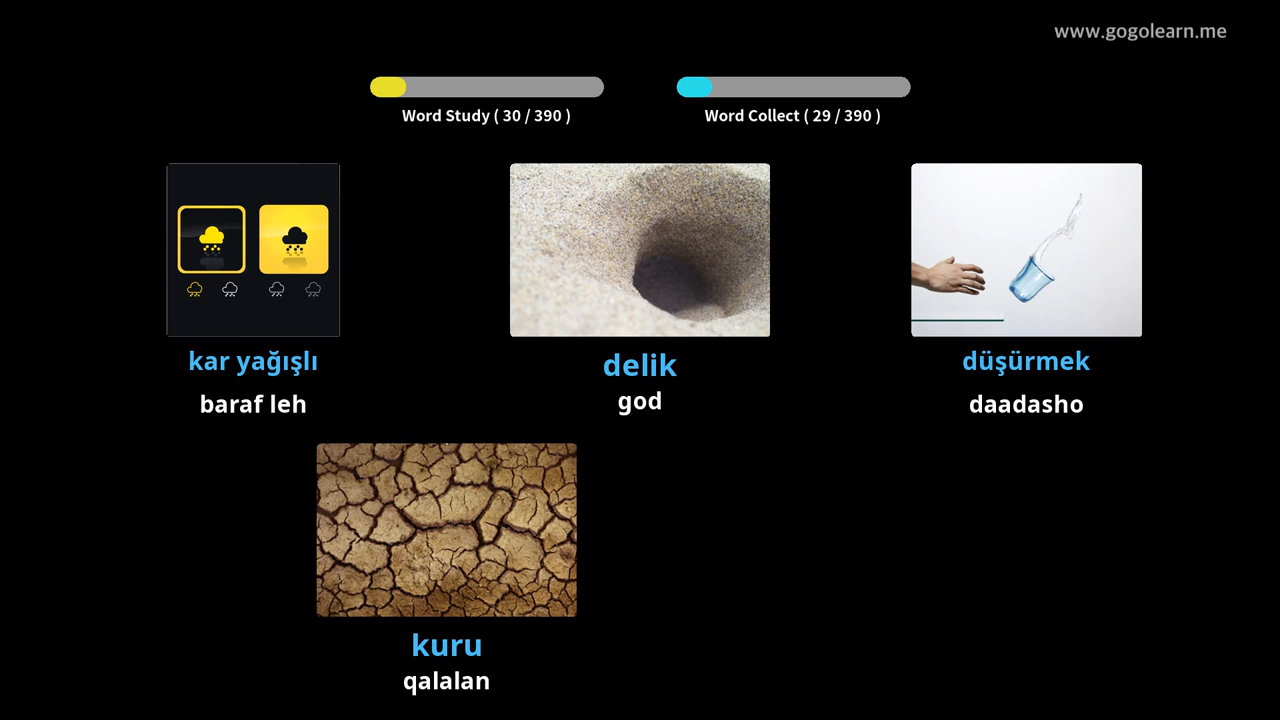 www.gogolearn.me
Word Study ( 30 / 390 )
Word Collect ( 29 / 390 )
kar yağışlı
baraf leh
delik
god
düşürmek
daadasho
kuru
qalalan